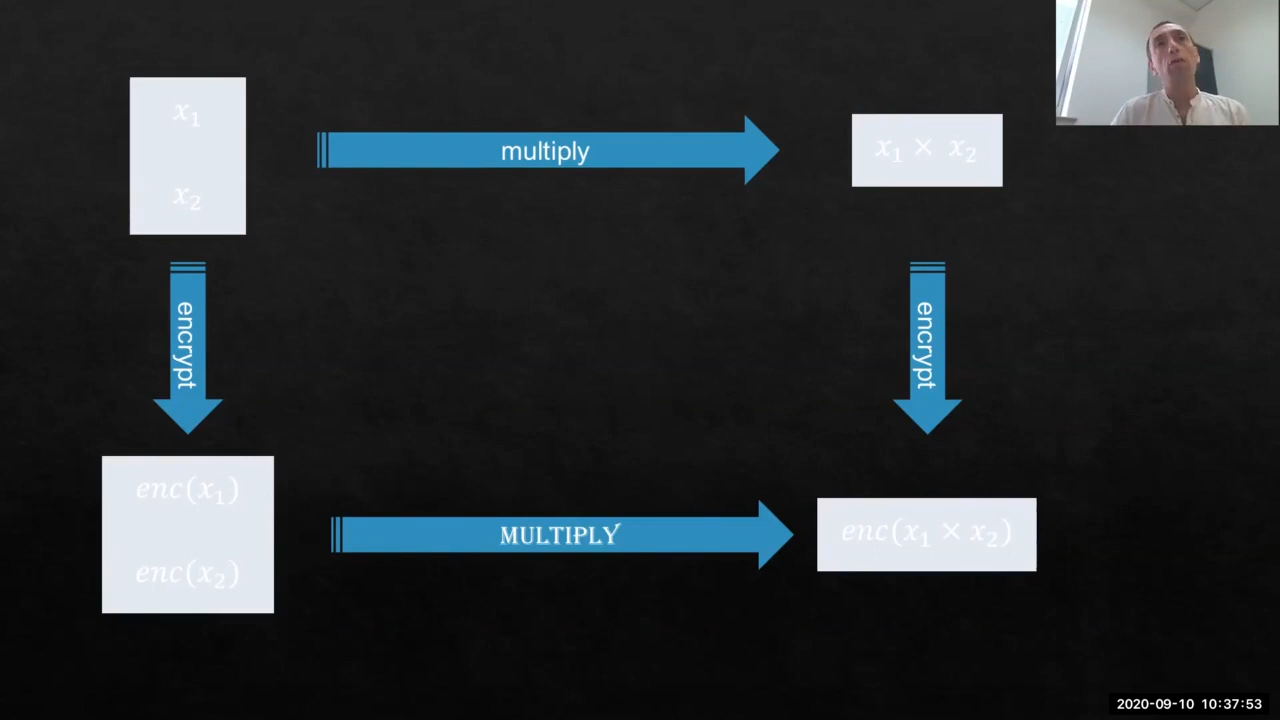 x₁
x₂
multiply
x₁ × x₂
encrypt
encrypt
enc(x₁)
enc(x₂)
MULTIPLY
enc(x₁ × x₂)
2020-09-10 10:37:53